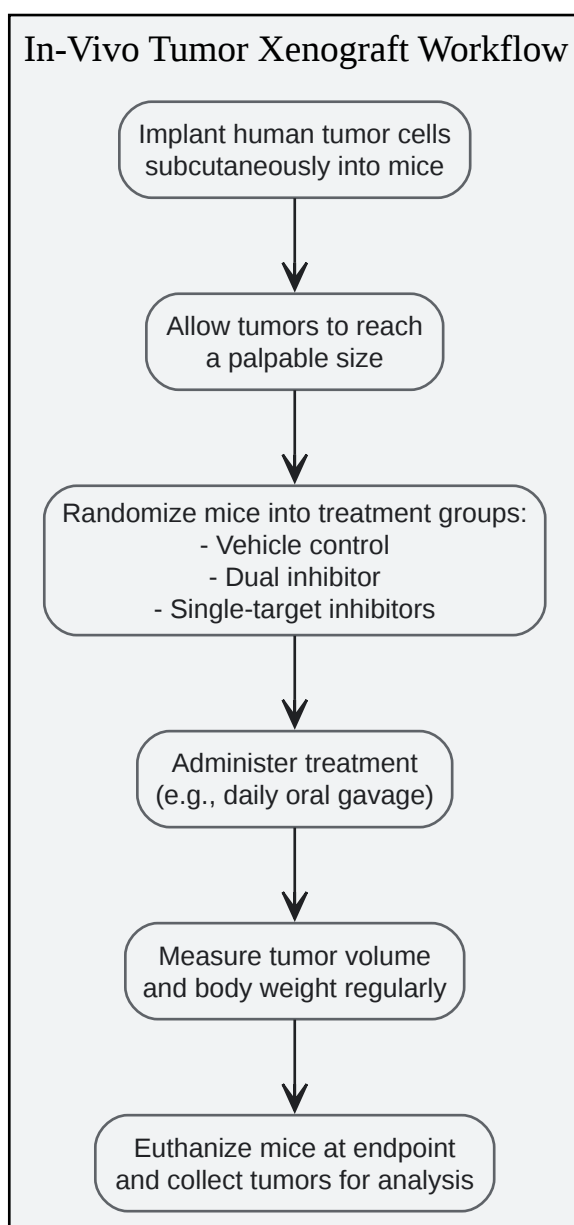 In-Vivo Tumor Xenograft Workflow
Implant human tumor cells
subcutaneously into mice
Allow tumors to reach
a palpable size
Randomize mice into treatment groups:
- Vehicle control
- Dual inhibitor
- Single-target inhibitors
Administer treatment
(e.g., daily oral gavage)
Measure tumor volume
and body weight regularly
Euthanize mice at endpoint
and collect tumors for analysis